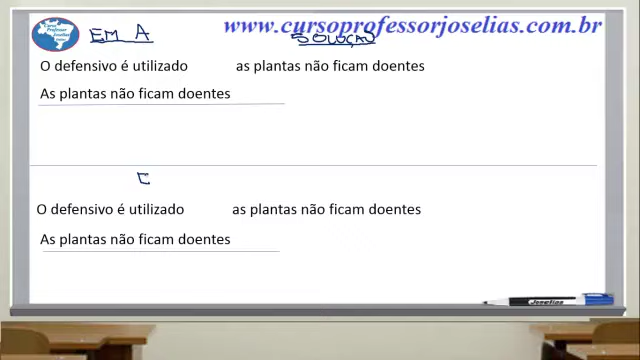 www.cursoprofessorjoselias.com.br
EM A SOLUÇÃO
O defensivo é utilizado as plantas não ficam doentes
As plantas não ficam doentes
O defensivo é utilizado as plantas não ficam doentes
As plantas não ficam doentes
Joselias